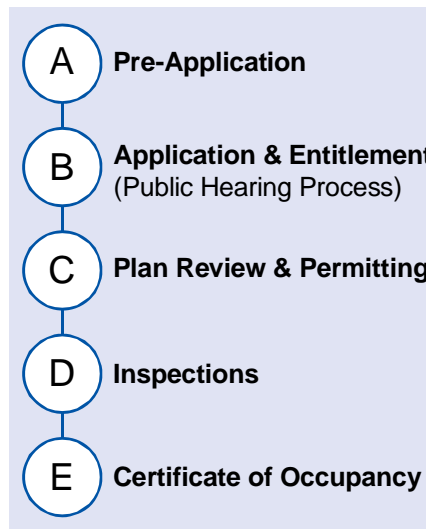 A Pre-Application
B Application & Entitlement
(Public Hearing Process)
C Plan Review & Permitting
D Inspections
E Certificate of Occupancy